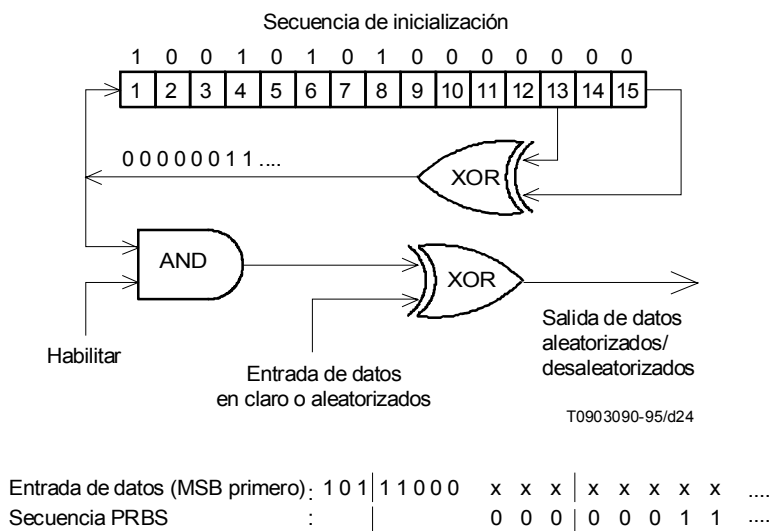 Secuencia de inicialización
1 0 0 1 0 1 0 1 0 0 0 0 0 0 0
1 2 3 4 5 6 7 8 9 10 11 12 13 14 15
0 0 0 0 0 0 1 1 ....
XOR
AND
XOR
Habilitar
Entrada de datos
en claro o aleatorizados
Salida de datos
aleatorizados/
desaleatorizados
T0903090-95/d24
Entrada de datos (MSB primero) : 1 0 1 | 1 1 0 0 0 x x x | x x x x x ....
Secuencia PRBS : | 0 0 0 | 0 0 0 1 1 ....